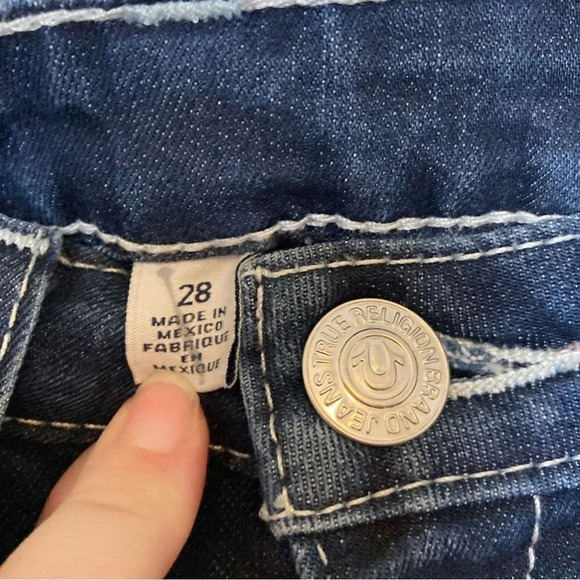 28
MADE IN
MEXICO
FABRIQUE
EN
MEXIQUE
TRUE RELIGION BRAND JEANS